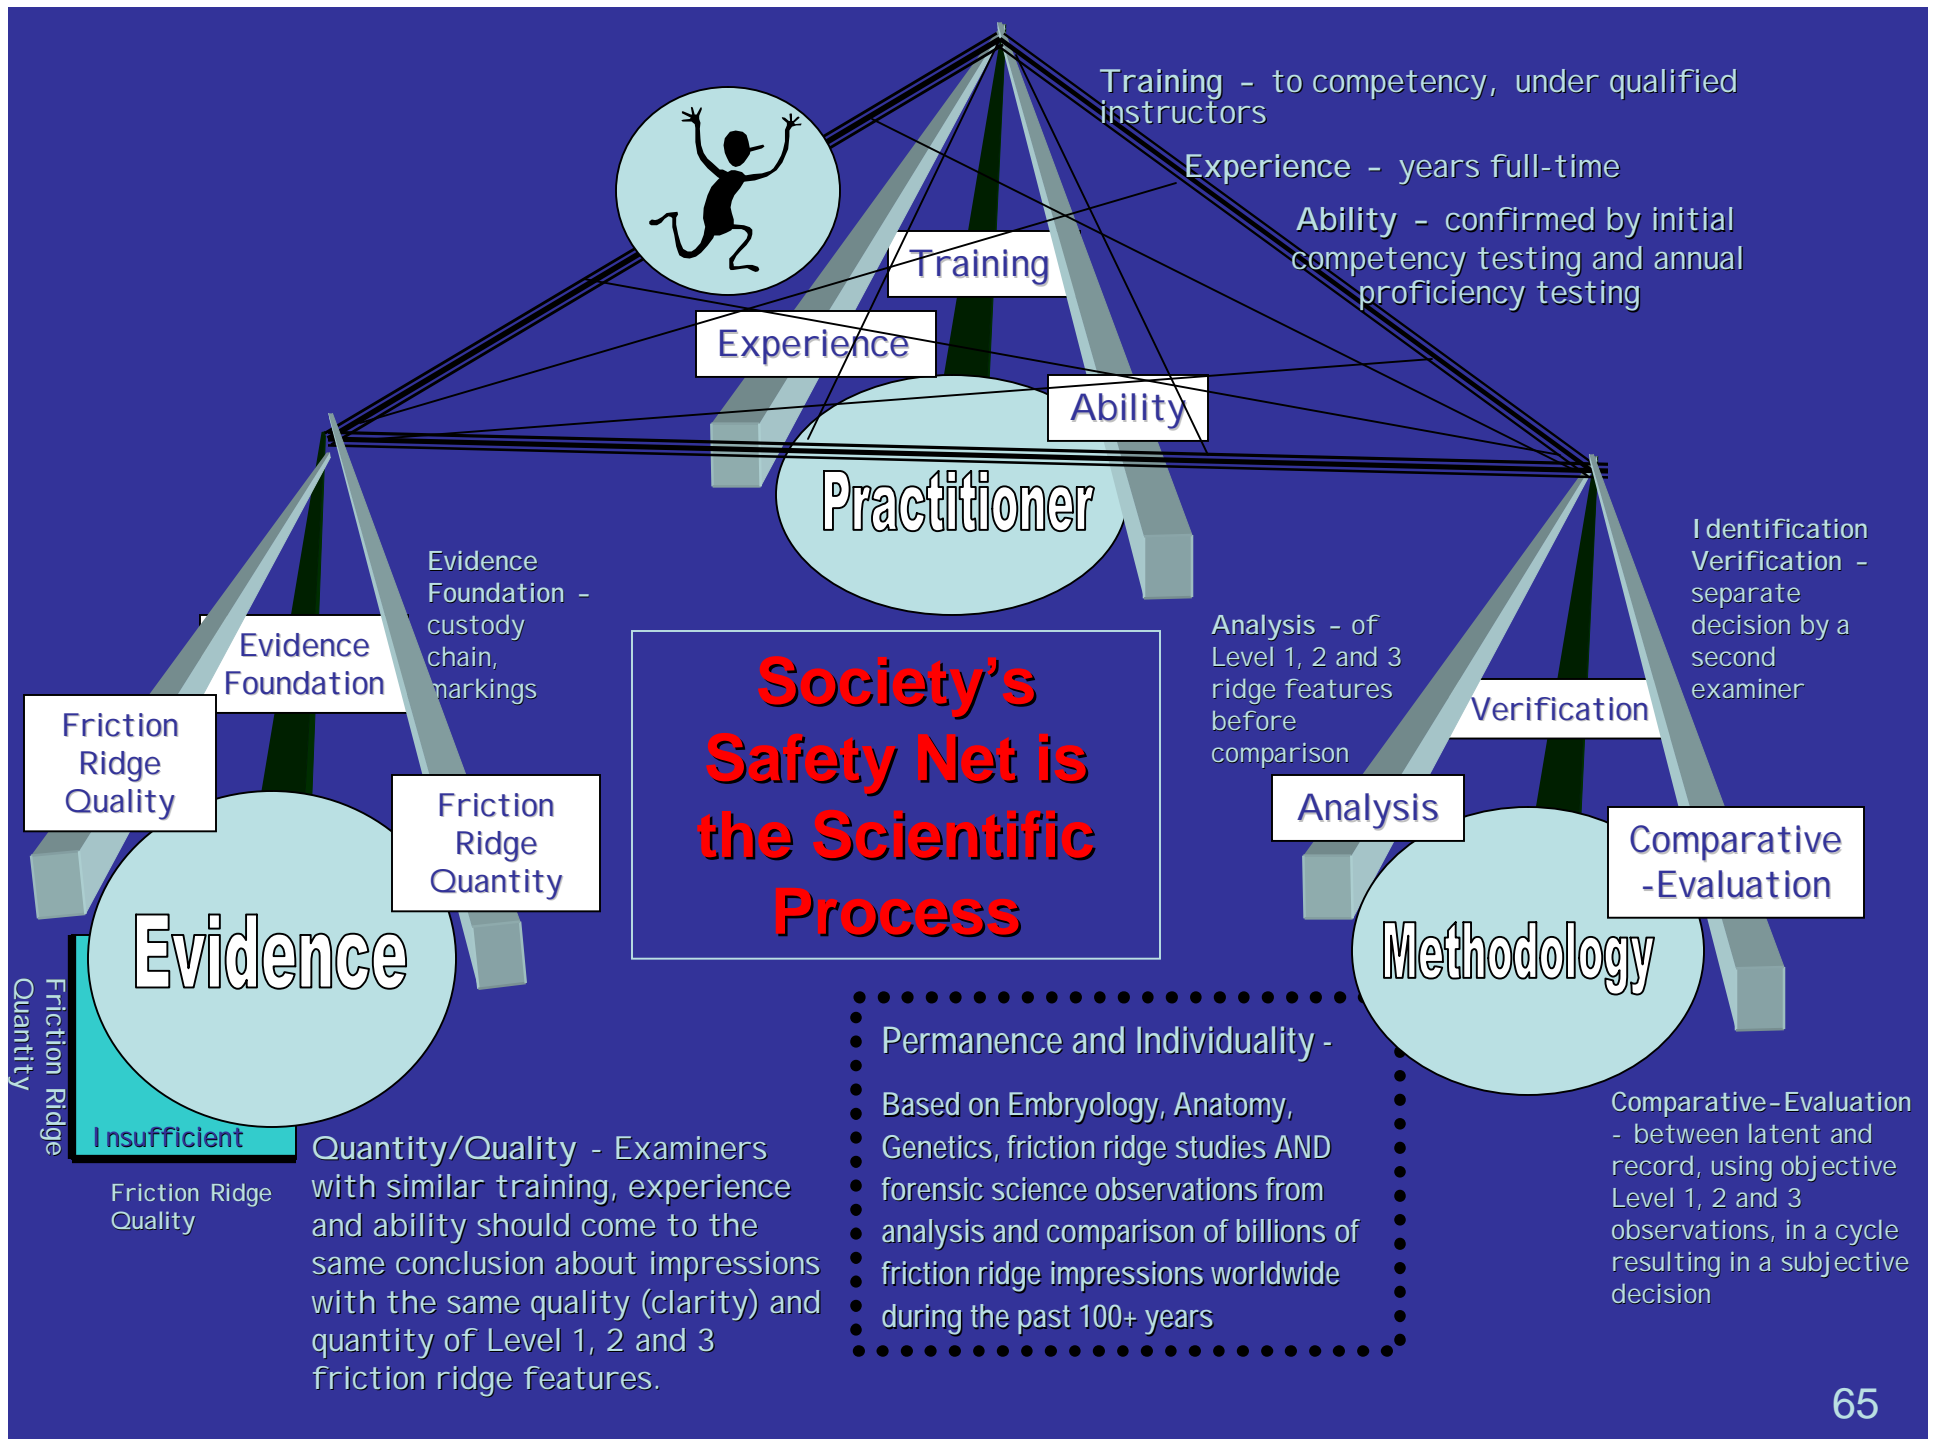 Training – to competency, under qualified
instructors
Experience – years full-time
Ability – confirmed by initial
competency testing and annual
proficiency testing
Training
Experience
Ability
Practitioner
Evidence
Foundation –
custody
chain,
markings
Evidence
Foundation
Friction
Ridge
Quality
Friction
Ridge
Quantity
Evidence
Friction Ridge
Quantity
Insufficient
Friction Ridge
Quality
Society's
Safety Net is
the Scientific
Process
Analysis – of
Level 1, 2 and 3
ridge features
before
comparison
Identification
Verification –
separate
decision by a
second
examiner
Verification
Analysis
Comparative
-Evaluation
Methodology
Quantity/Quality - Examiners
with similar training, experience
and ability should come to the
same conclusion about impressions
with the same quality (clarity) and
quantity of Level 1, 2 and 3
friction ridge features.
Permanence and Individuality -
Based on Embryology, Anatomy,
Genetics, friction ridge studies AND
forensic science observations from
analysis and comparison of billions of
friction ridge impressions worldwide
during the past 100+ years
Comparative–Evaluation
- between latent and
record, using objective
Level 1, 2 and 3
observations, in a cycle
resulting in a subjective
decision
65